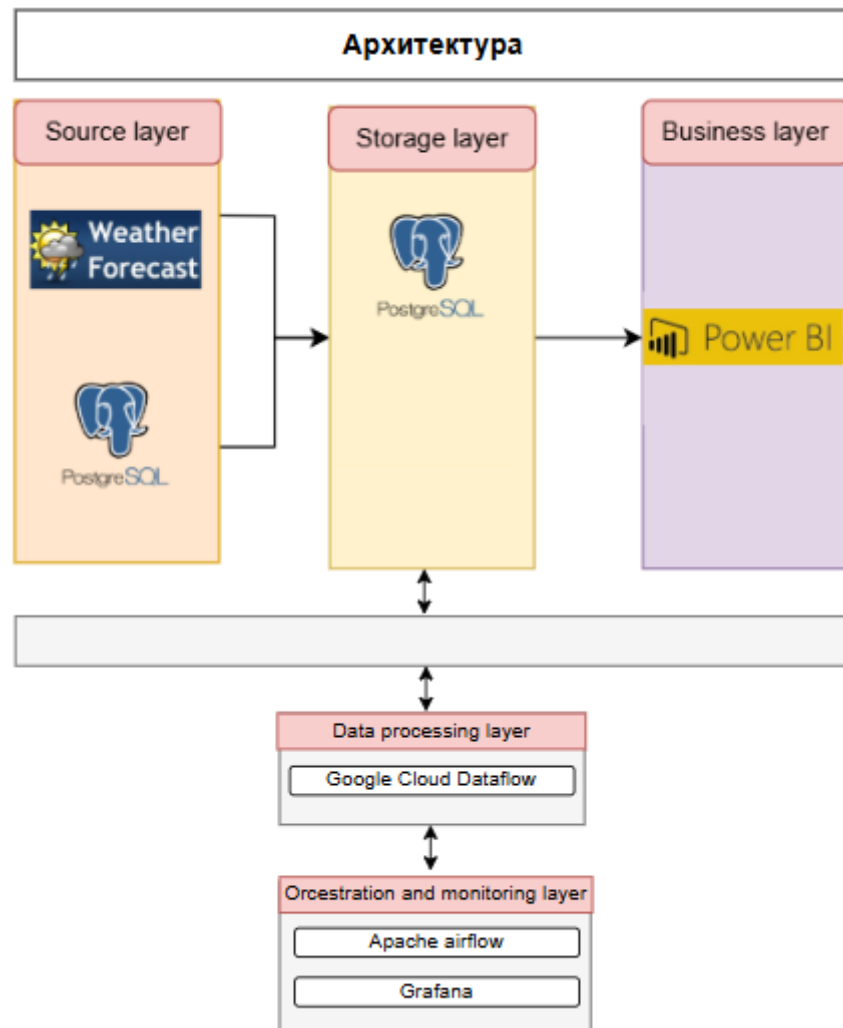 Архитектура
Source layer
Storage layer
Business layer
Weather
Forecast
PostgreSQL
PostgreSQL
Power BI
Data processing layer
Google Cloud Dataflow
Orcestration and monitoring layer
Apache airflow
Grafana